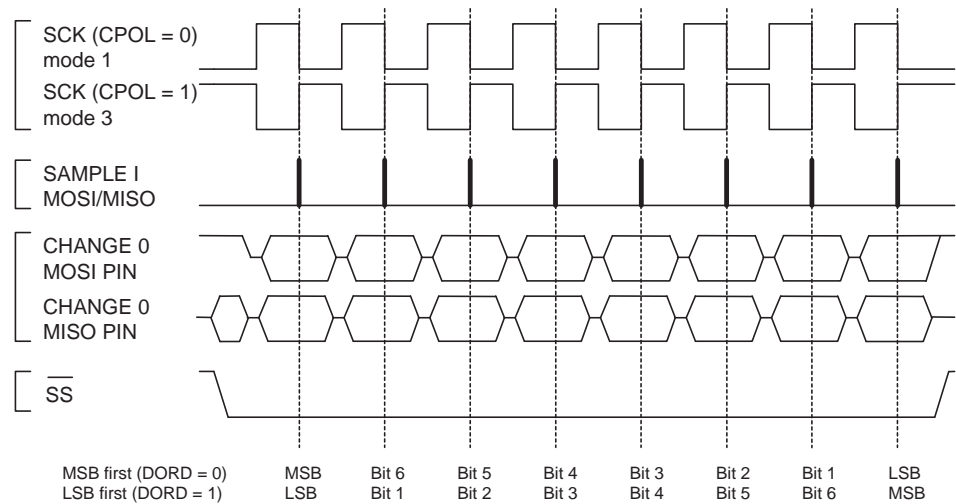 SCK (CPOL = 0)
mode 1
SCK (CPOL = 1)
mode 3
SAMPLE I
MOSI/MISO
CHANGE 0
MOSI PIN
CHANGE 0
MISO PIN
SS
MSB first (DORD = 0) MSB Bit 6 Bit 5 Bit 4 Bit 3 Bit 2 Bit 1 LSB
LSB first (DORD = 1) LSB Bit 1 Bit 2 Bit 3 Bit 4 Bit 5 Bit 6 MSB